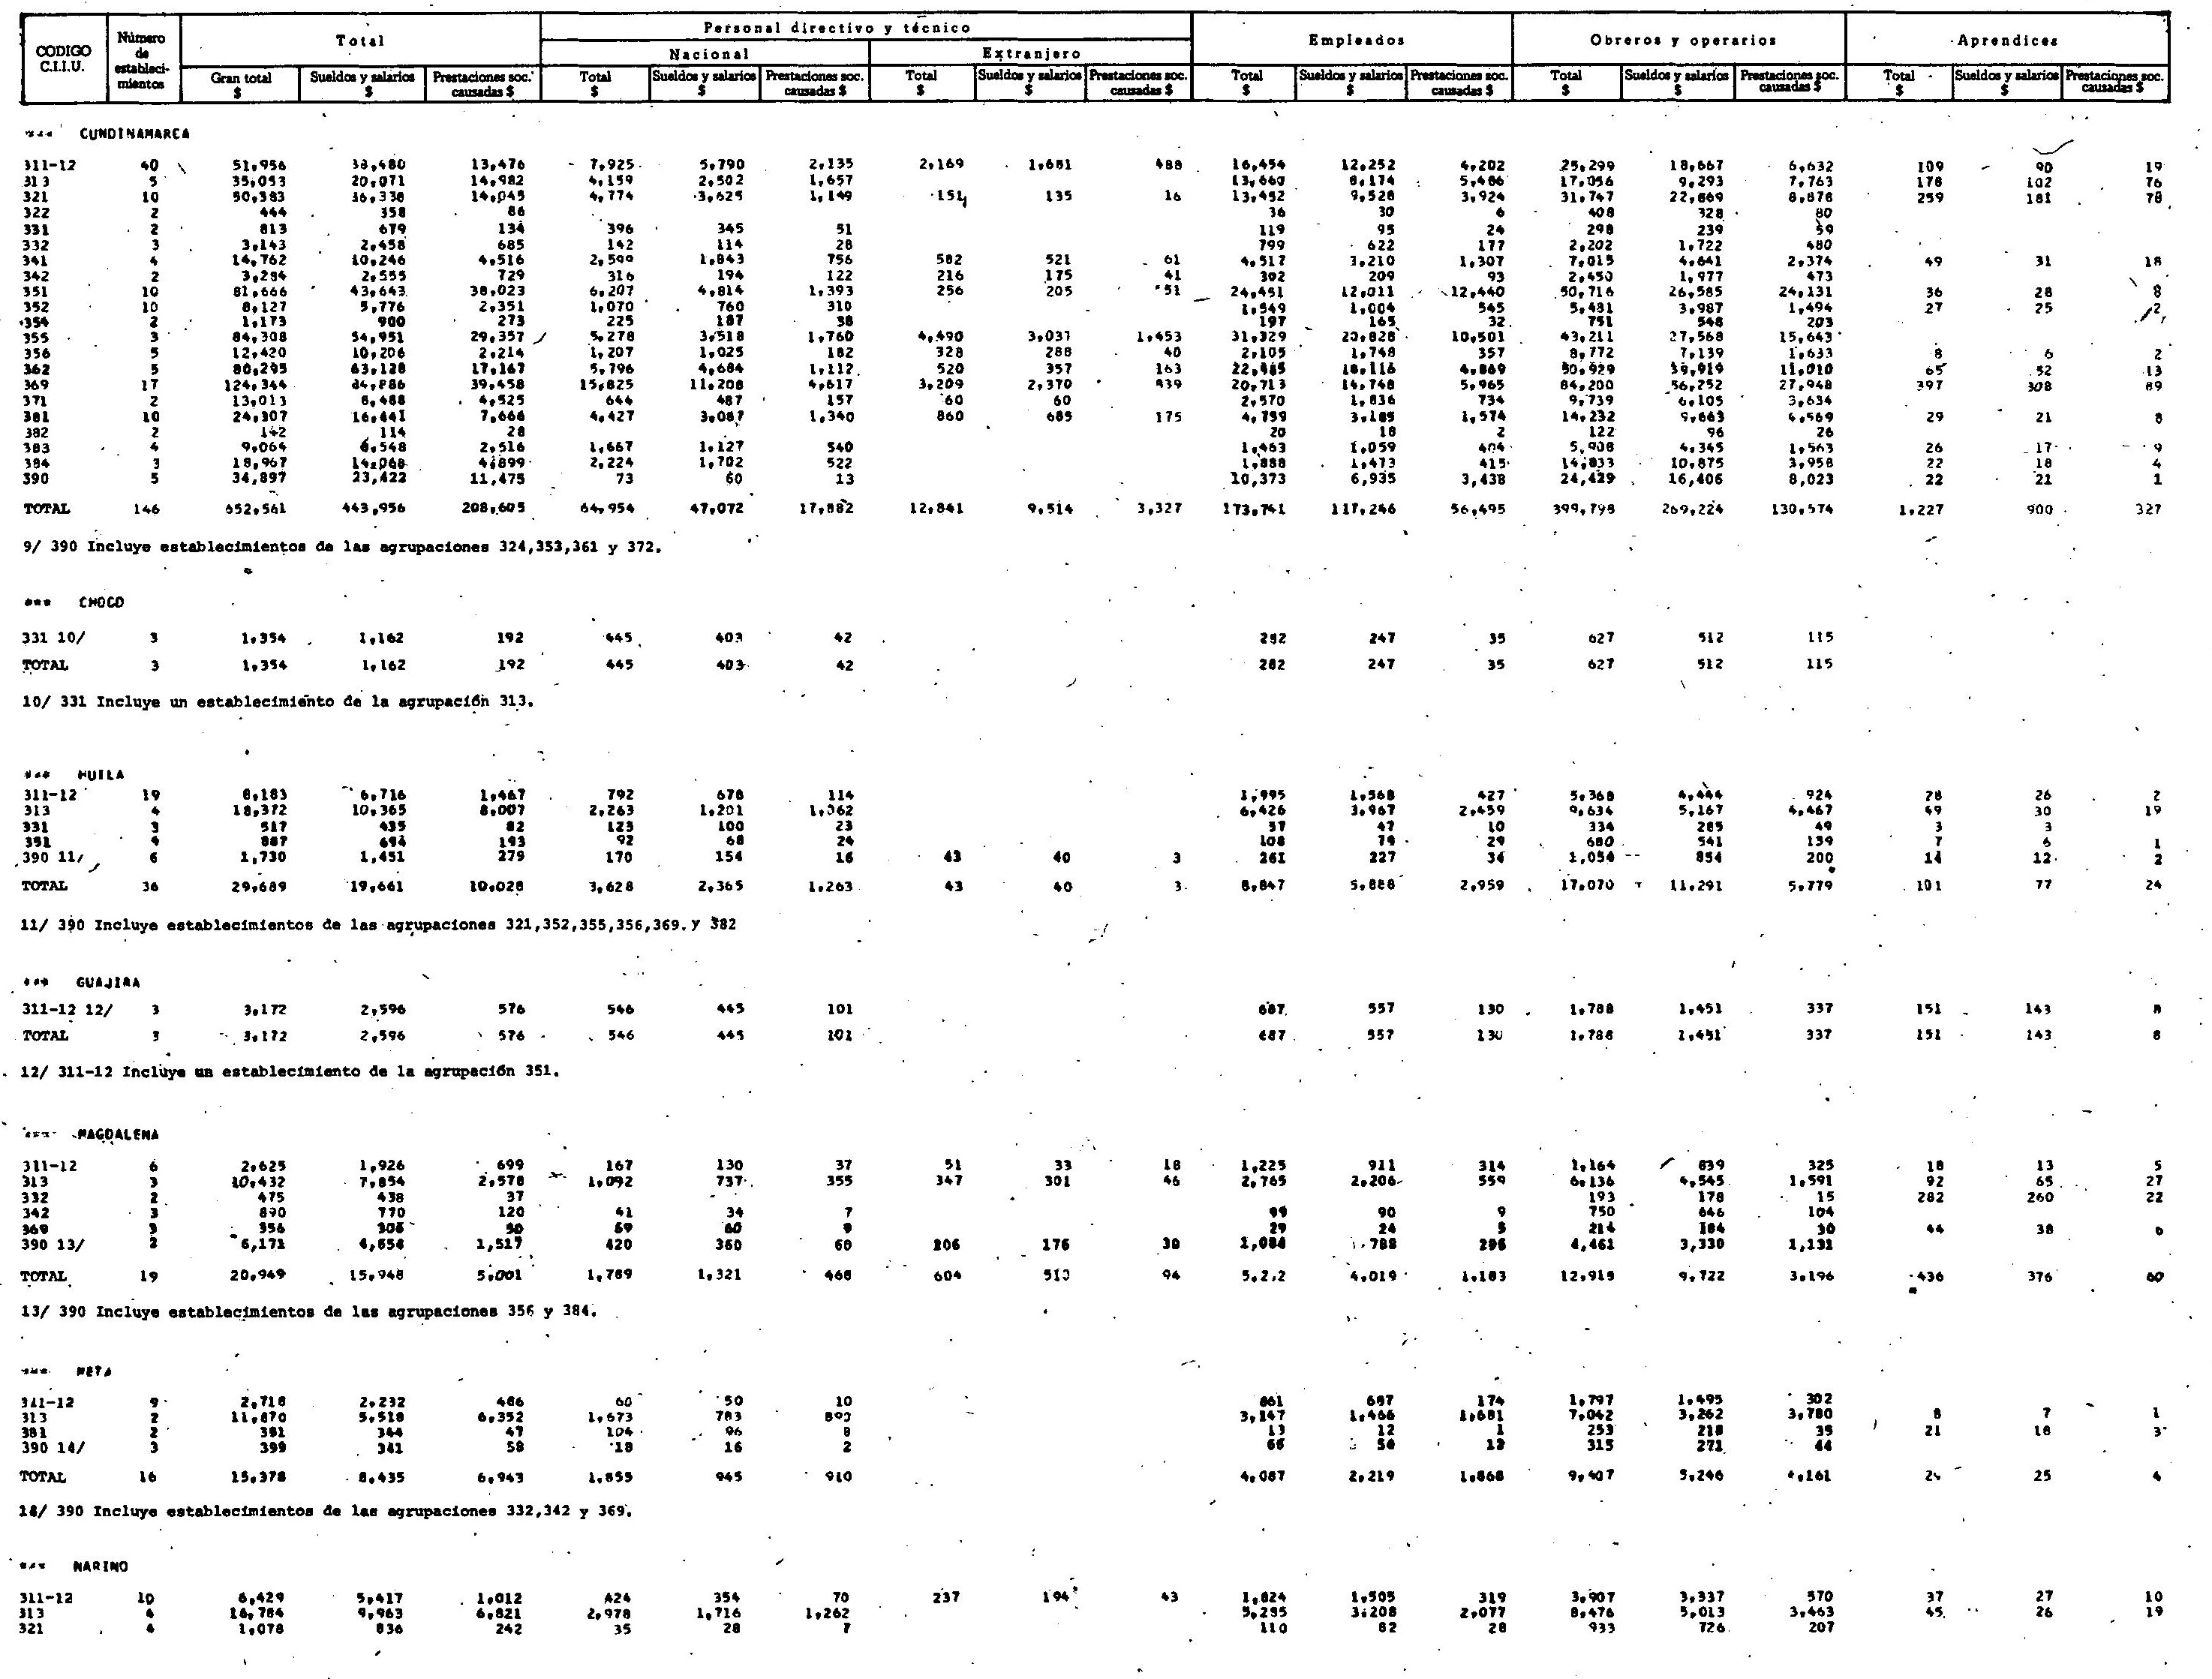 CODIGO C.I.I.U. Número de estableci- mientos Total Personal directivo y técnico Empleados Obreros y operarios Aprendices
Nacional Extranjero
Gran total $ Sueldos y salarios $ Prestaciones soc. causadas $ Total $ Sueldos y salarios $ Prestaciones soc. causadas $ Total $ Sueldos y salarios $ Prestaciones soc. causadas $ Total $ Sueldos y salarios $ Prestaciones soc. causadas $ Total $ Sueldos y salarios $ Prestaciones soc. causadas $ Total $ Sueldos y salarios $ Prestaciones soc. causadas $
*** CUNDINAMARCA
311-12 40 51,956 38,480 13,476 7,925 5,790 2,135 2,169 1,681 488 16,454 12,252 4,202 25,299 18,667 6,632 109 90 19
313 5 35,053 20,071 14,982 4,159 2,502 1,657 13,660 8,174 5,486 17,056 9,293 7,763 178 102 76
321 10 50,383 36,338 14,045 4,774 3,625 1,149 151 135 16 13,452 9,528 3,924 31,747 22,869 8,878 259 181 78
322 2 444 358 86 36 30 6 408 328 80
331 2 813 679 134 396 345 51 119 95 24 298 239 59
332 3 3,143 2,458 685 142 114 28 799 622 177 2,202 1,722 480
341 4 14,762 10,246 4,516 2,599 1,843 756 582 521 61 4,517 3,210 1,307 7,015 4,641 2,374 49 31 18
342 2 3,284 2,555 729 316 194 122 216 175 41 302 209 93 2,450 1,977 473
351 10 81,666 43,643 38,023 6,207 4,814 1,393 256 205 51 24,451 12,011 12,440 50,716 26,585 24,131 36 28 8
352 10 8,127 5,776 2,351 1,070 760 310 1,549 1,004 545 5,481 3,987 1,494 27 25 2
354 2 1,173 900 273 225 187 38 197 165 32 751 548 203
355 3 84,308 54,951 29,357 5,278 3,518 1,760 4,490 3,037 1,453 31,329 20,828 10,501 43,211 27,568 15,643
356 5 12,420 10,206 2,214 1,207 1,025 182 328 288 40 2,105 1,748 357 8,772 7,139 1,633 8 6 2
362 5 80,295 63,128 17,167 5,796 4,684 1,112 520 357 163 22,985 18,116 4,869 50,929 39,919 11,010 65 52 13
369 17 124,344 84,886 39,458 15,825 11,208 4,617 3,209 2,370 839 20,713 14,748 5,965 84,200 56,252 27,948 397 308 89
371 2 13,013 8,488 4,525 644 487 157 60 60 2,570 1,836 734 9,739 6,105 3,634
381 10 24,307 16,641 7,666 4,427 3,087 1,340 860 685 175 4,759 3,185 1,574 14,232 9,663 4,569 29 21 8
382 2 142 114 28 20 18 2 122 96 26
383 4 9,064 6,548 2,516 1,667 1,127 540 1,463 1,059 404 5,908 4,345 1,563 26 17 9
384 3 18,967 14,068 4,899 2,224 1,702 522 1,888 1,473 415 14,833 10,875 3,958 22 18 4
390 5 34,897 23,422 11,475 73 60 13 10,373 6,935 3,438 24,429 16,406 8,023 22 21 1
TOTAL 146 652,561 443,956 208,605 64,954 47,072 17,882 12,841 9,514 3,327 173,741 117,246 56,495 399,798 269,224 130,574 1,227 900 327
9/ 390 Incluye establecimientos de las agrupaciones 324,353,361 y 372.
*** CHOCO
331 10/ 3 1,354 1,162 192 445 403 42 282 247 35 627 512 115
TOTAL 3 1,354 1,162 192 445 403 42 282 247 35 627 512 115
10/ 331 Incluye un establecimiento de la agrupación 313.
*** HUILA
311-12 19 8,183 6,716 1,467 792 678 114 1,995 1,568 427 5,368 4,444 924 28 26 2
313 4 18,372 10,365 8,007 2,263 1,201 1,062 6,426 3,967 2,459 9,634 5,167 4,467 49 30 19
331 3 517 435 82 123 100 23 57 47 10 334 285 49 3 3
351 4 887 694 193 92 68 24 108 79 29 680 541 139 7 6 1
390 11/ 6 1,730 1,451 279 170 154 16 43 40 3 261 227 34 1,054 854 200 14 12 2
TOTAL 36 29,689 19,661 10,028 3,628 2,365 1,263 43 40 3 8,847 5,888 2,959 17,070 11,291 5,779 101 77 24
11/ 390 Incluye establecimientos de las agrupaciones 321,352,355,356,369.y 382
*** GUAJIRA
311-12 12/ 3 3,172 2,596 576 546 445 101 687 557 130 1,788 1,451 337 151 143 8
TOTAL 3 3,172 2,596 576 546 445 101 687 557 130 1,788 1,451 337 151 143 8
12/ 311-12 Incluye un establecimiento de la agrupación 351.
*** MAGDALENA
311-12 6 2,625 1,926 699 167 130 37 51 33 18 1,225 911 314 1,164 839 325 18 13 5
313 3 10,432 7,854 2,578 1,092 737 355 347 301 46 2,765 2,206 559 6,136 4,545 1,591 92 65 27
332 2 475 438 37 193 178 15 282 260 22
342 3 890 770 120 41 34 7 99 90 9 750 646 104
369 3 356 306 50 69 60 9 29 24 5 214 184 30 44 38 6
390 13/ 2 6,171 4,654 1,517 420 360 60 206 176 30 1,084 788 296 4,461 3,330 1,131
TOTAL 19 20,949 15,948 5,001 1,789 1,321 468 604 510 94 5,2,2 4,019 1,183 12,918 9,722 3,196 436 376 60
13/ 390 Incluye establecimientos de las agrupaciones 356 y 384.
*** META
311-12 9 2,718 2,232 486 60 50 10 861 687 174 1,797 1,495 302
313 2 11,870 5,518 6,352 1,673 783 890 3,147 1,466 1,681 7,042 3,262 3,780 8 7 1
381 2 391 344 47 104 96 8 13 12 1 253 218 35 21 18 3
390 14/ 3 399 341 58 18 16 2 66 54 12 315 271 44
TOTAL 16 15,378 8,435 6,943 1,855 945 910 4,087 2,219 1,868 9,407 5,246 4,161 25 4
14/ 390 Incluye establecimientos de las agrupaciones 332,342 y 369.
*** NARINO
311-12 10 6,429 5,417 1,012 424 354 70 237 194 43 1,824 1,505 319 3,907 3,337 570 37 27 10
313 4 16,784 9,963 6,821 2,978 1,716 1,262 5,285 3,208 2,077 8,476 5,013 3,463 45 26 19
321 4 1,078 836 242 35 28 7 110 82 28 933 726 207